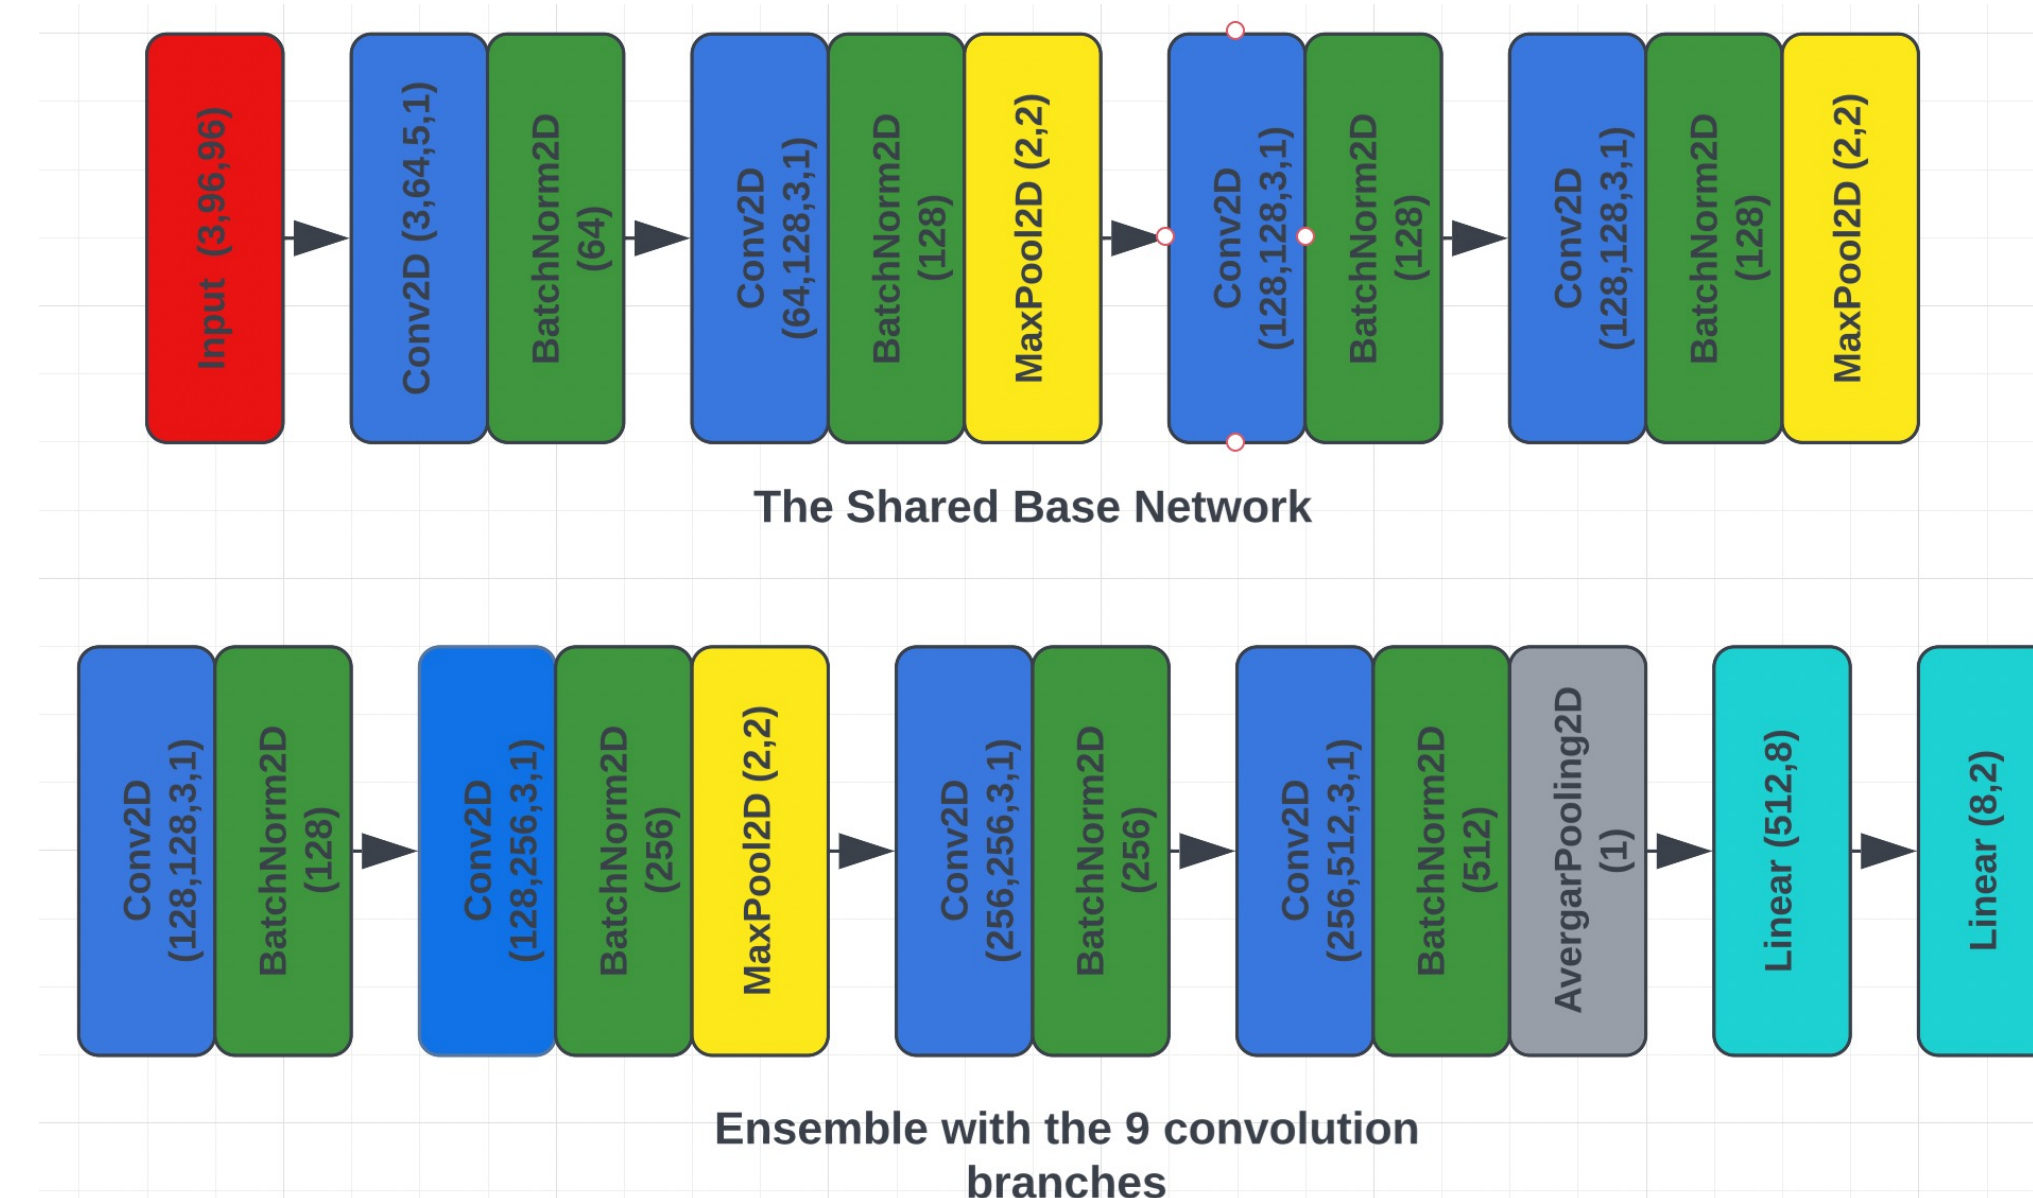 Input (3,96,96)
Conv2D (3,64,5,1)
BatchNorm2D
(64)
Conv2D
(64,128,3,1)
BatchNorm2D
(128)
MaxPool2D (2,2)
Conv2D
(128,128,3,1)
BatchNorm2D
(128)
Conv2D
(128,128,3,1)
BatchNorm2D
(128)
MaxPool2D (2,2)
The Shared Base Network
Conv2D
(128,128,3,1)
BatchNorm2D
(128)
Conv2D
(128,256,3,1)
BatchNorm2D
(256)
MaxPool2D (2,2)
Conv2D
(256,256,3,1)
BatchNorm2D
(256)
Conv2D
(256,512,3,1)
BatchNorm2D
(512)
AvergarPooling2D
(1)
Linear (512,8)
Linear (8,2)
Ensemble with the 9 convolution
branches